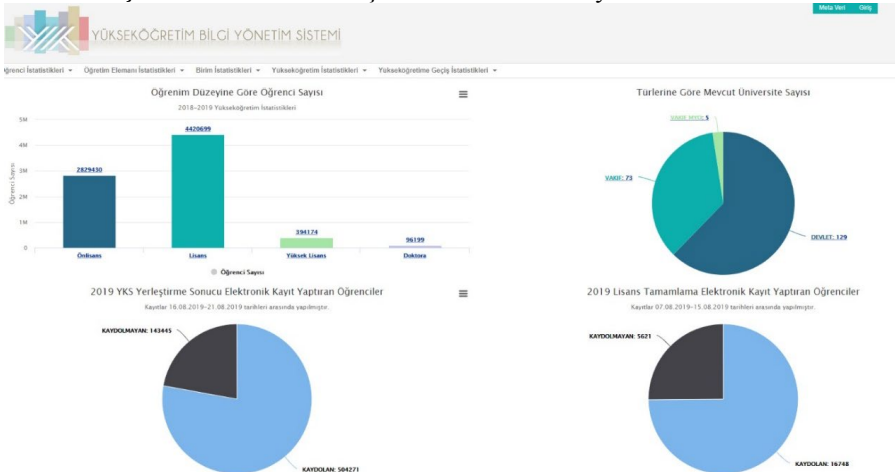 Meta Veri Giriş
YÜKSEKÖĞRETİM BİLGİ YÖNETİM SİSTEMİ
ğrenci İstatistikleri Öğretim Elemanı İstatistikleri Birim İstatistikleri Yükseköğretim İstatistikleri Yükseköğretime Geçiş İstatistikleri
Öğrenim Düzeyine Göre Öğrenci Sayısı
2018-2019 Yükseköğretim İstatistikleri
5M
4M
3M
2M
1M
0
Öğrenci Sayısı
2829430
4420699
394174
96199
Önlisans
Lisans
Yüksek Lisans
Doktora
Öğrenci Sayısı
Türlerine Göre Mevcut Üniversite Sayısı
VAKIF MYO: 5
VAKIF: 73
DEVLET: 129
2019 YKS Yerleştirme Sonucu Elektronik Kayıt Yaptıran Öğrenciler
Kayıtlar 16.08.2019-21.08.2019 tarihleri arasında yapılmıştır.
KAYDOLMAYAN: 143445
KAYDOLAN: 504271
2019 Lisans Tamamlama Elektronik Kayıt Yaptıran Öğrenciler
Kayıtlar 07.08.2019-15.08.2019 tarihleri arasında yapılmıştır.
KAYDOLMAYAN: 5621
KAYDOLAN: 16748